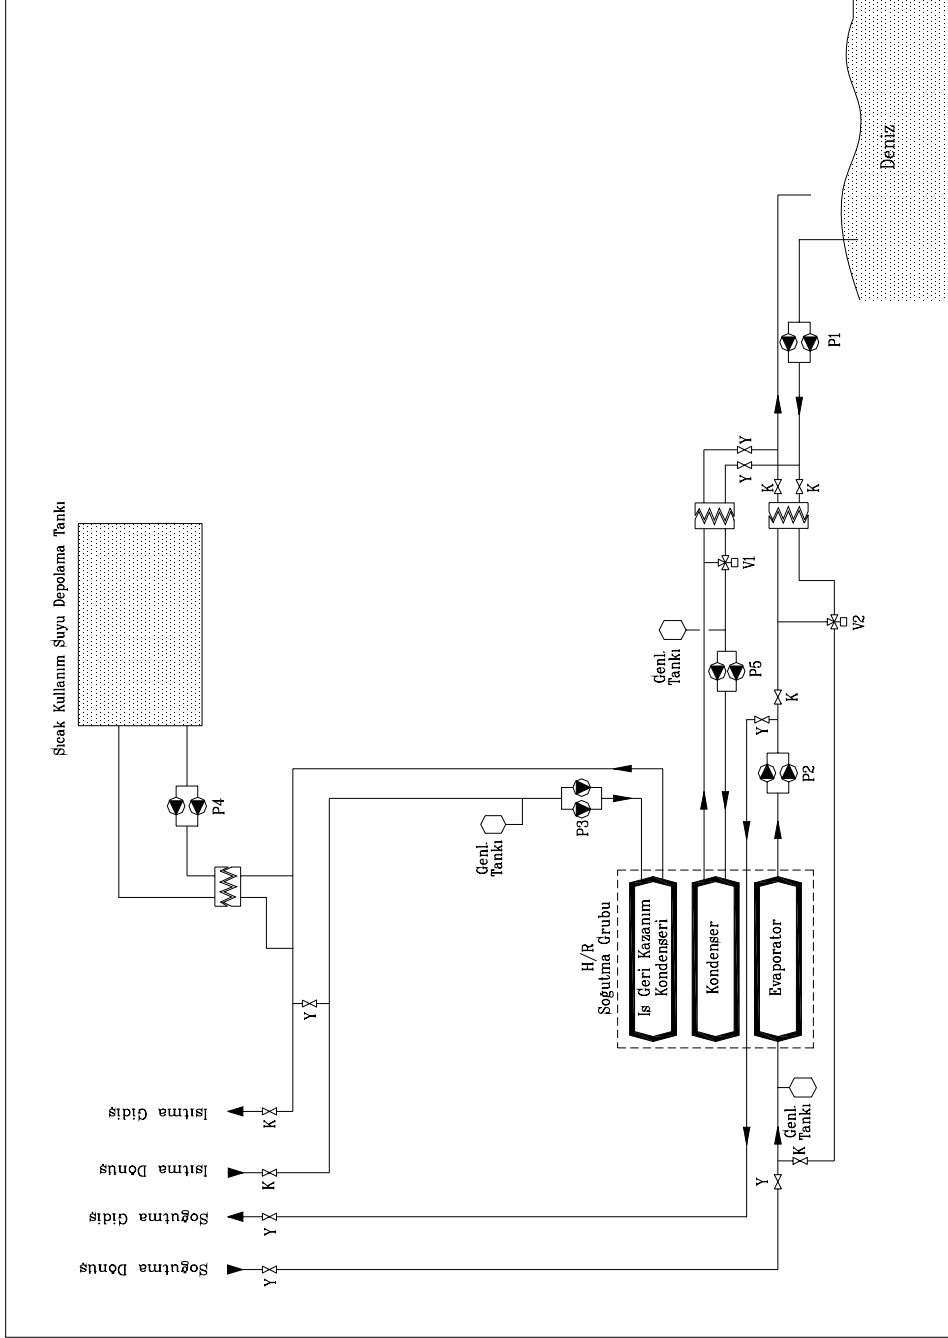 Deniz
P1
Y
Y
K
K
Sıcak Kullanım Suyu Depolama Tankı
V1
V2
Genl.
Tankı
P5
K
Y
P2
P4
P3
Genl.
Tankı
H/R
Soğutma Grubu
Is Geri Kazanım
Kondenseri
Kondenser
Evaporator
Y
Genl.
Tankı
K
Y
Isıtma Gidiş
K
Isıtma Dönüş
K
Soğutma Gidiş
Y
Soğutma Dönüş
Y